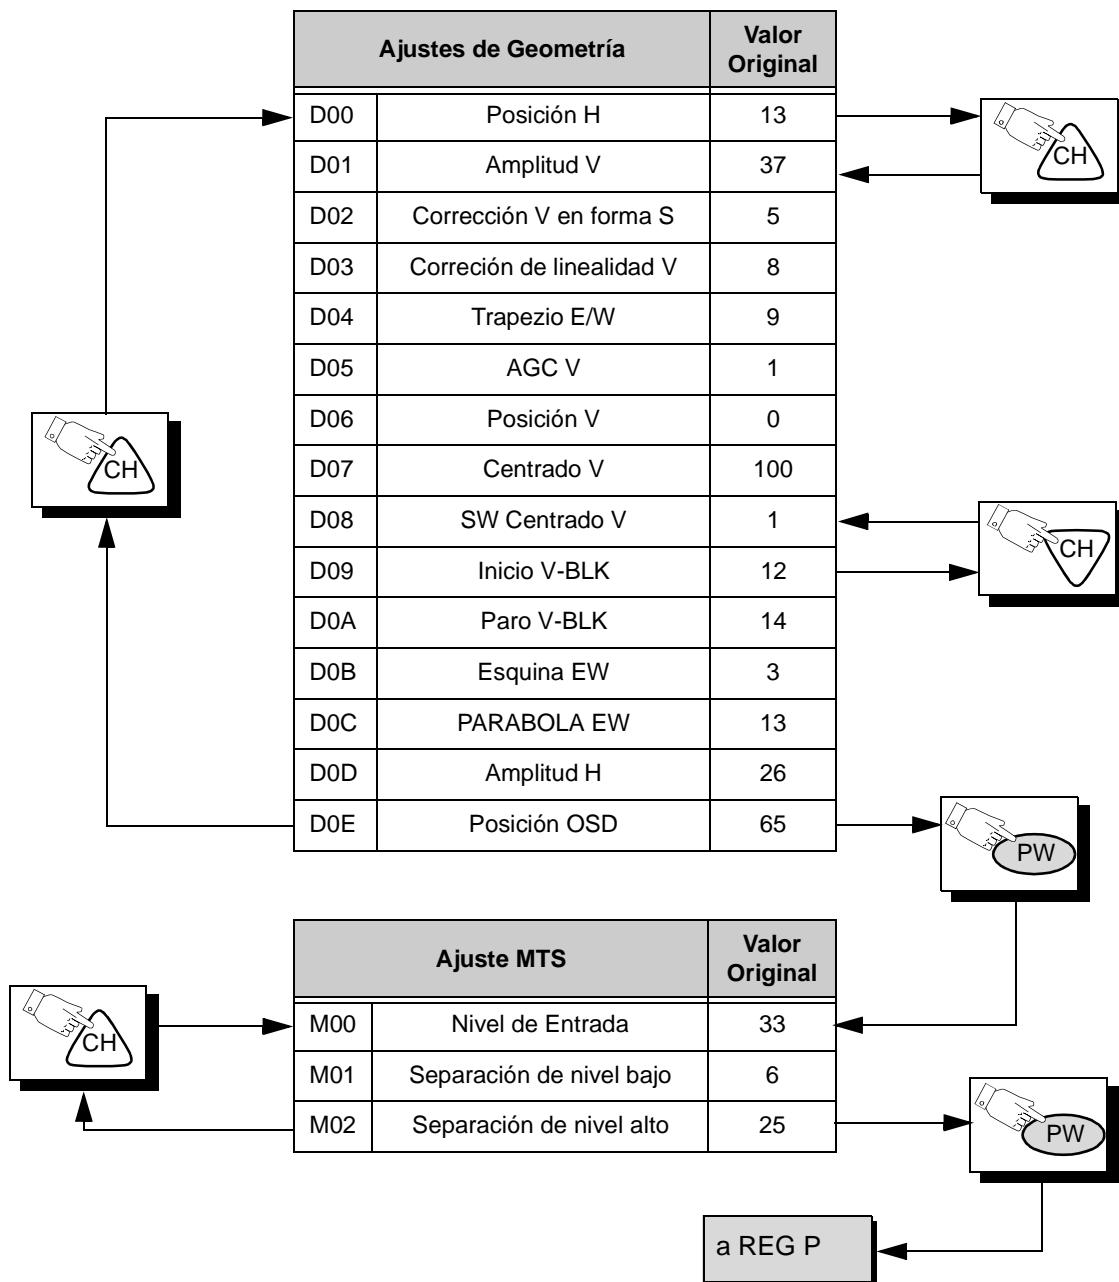 Ajustes de Geometría Valor Original
D00 Posición H 13
CH
D01 Amplitud V 37
D02 Corrección V en forma S 5
D03 Correción de linealidad V 8
D04 Trapezio E/W 9
D05 AGC V 1
D06 Posición V 0
CH
D07 Centrado V 100
D08 SW Centrado V 1
CH
D09 Inicio V-BLK 12
D0A Paro V-BLK 14
D0B Esquina EW 3
D0C PARABOLA EW 13
D0D Amplitud H 26
D0E Posición OSD 65
PW
Ajuste MTS Valor Original
CH
M00 Nivel de Entrada 33
M01 Separación de nivel bajo 6
M02 Separación de nivel alto 25
PW
a REG P